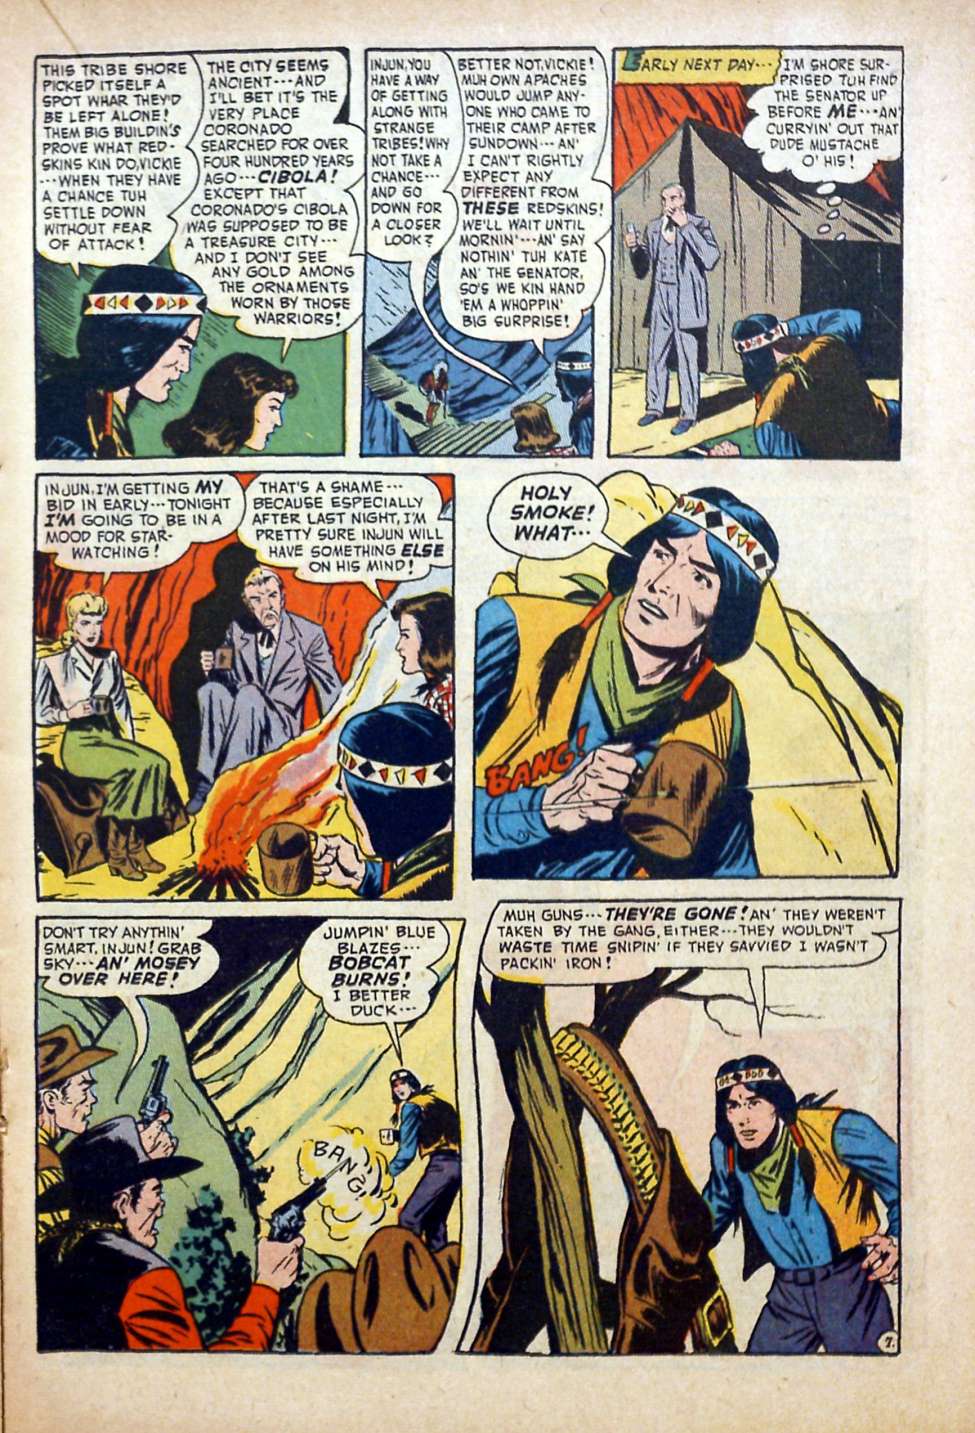 THIS TRIBE SHORE
PICKED ITSELF A
SPOT WHAR THEY'D
BE LEFT ALONE!
THEM BIG BUILDIN'S
PROVE WHAT RED-
SKINS KIN DO, VICKIE
---WHEN THEY HAVE
A CHANCE TUH
SETTLE DOWN
WITHOUT FEAR
OF ATTACK!
THE CITY SEEMS
ANCIENT---AND
I'LL BET IT'S THE
VERY PLACE
CORONADO
SEARCHED FOR OVER
FOUR HUNDRED YEARS
AGO---CIBOLA!
EXCEPT THAT
CORONADO'S CIBOLA
WAS SUPPOSED TO BE
A TREASURE CITY---
AND I DON'T SEE
ANY GOLD AMONG
THE ORNAMENTS
WORN BY THOSE
WARRIORS!
INJUN, YOU
HAVE A WAY
OF GETTING
ALONG WITH
STRANGE
TRIBES! WHY
NOT TAKE A
CHANCE---
AND GO
DOWN FOR
A CLOSER
LOOK?
BETTER NOT, VICKIE!
MUH OWN APACHES
WOULD JUMP ANY-
ONE WHO CAME TO
THEIR CAMP AFTER
SUNDOWN---AN'
I CAN'T RIGHTLY
EXPECT ANY
DIFFERENT FROM
THESE REDSKINS!
WE'LL WAIT UNTIL
MORNIN'---AN' SAY
NOTHIN' TUH KATE
AN' THE SENATOR,
SO'S WE KIN HAND
'EM A WHOPPIN'
BIG SURPRISE!
EARLY NEXT DAY---
I'M SHORE SUR-
PRISED TUH FIND
THE SENATOR UP
BEFORE ME---AN'
CURRYIN' OUT THAT
DUDE MUSTACHE
O' HIS!
INJUN, I'M GETTING MY
BID IN EARLY---TONIGHT
I'M GOING TO BE IN A
MOOD FOR STAR-
WATCHING!
THAT'S A SHAME---
BECAUSE ESPECIALLY
AFTER LAST NIGHT, I'M
PRETTY SURE INJUN WILL
HAVE SOMETHING ELSE
ON HIS MIND!
HOLY
SMOKE!
WHAT---
BANG!
DON'T TRY ANYTHIN'
SMART, INJUN! GRAB
SKY---AN' MOSEY
OVER HERE!
JUMPIN' BLUE
BLAZES---
BOBCAT
BURNS!
I BETTER
DUCK---
BANG!
MUH GUNS---THEY'RE GONE! AN' THEY WEREN'T
TAKEN BY THE GANG, EITHER---THEY WOULDN'T
WASTE TIME SNIPIN' IF THEY SAVVIED I WASN'T
PACKIN' IRON!
7.